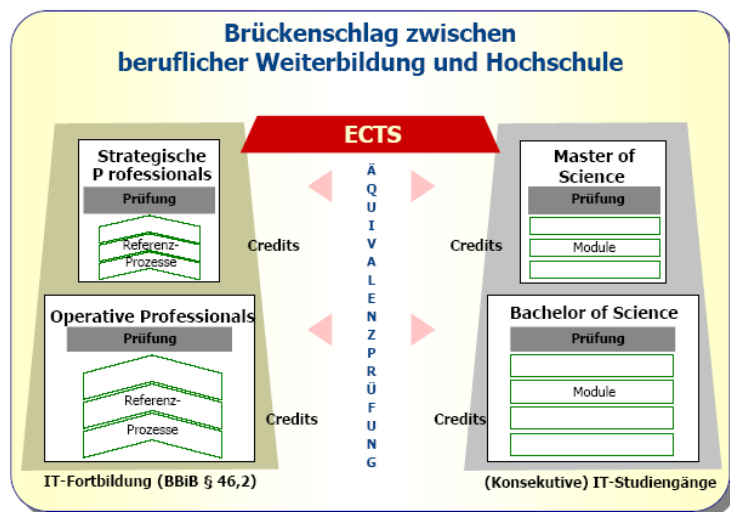 Brückenschlag zwischen
beruflicher Weiterbildung und Hochschule
ECTS
Strategische
P rofessionals
Prüfung
Referenz-
Prozesse
Credits
Operative Professionals
Prüfung
Referenz-
Prozesse
Credits
IT-Fortbildung (BBiB § 46,2)
ÄQUIVALENZPRÜFUNG
Master of
Science
Prüfung
Module
Credits
Bachelor of Science
Prüfung
Module
Credits
(Konsekutive) IT-Studiengänge